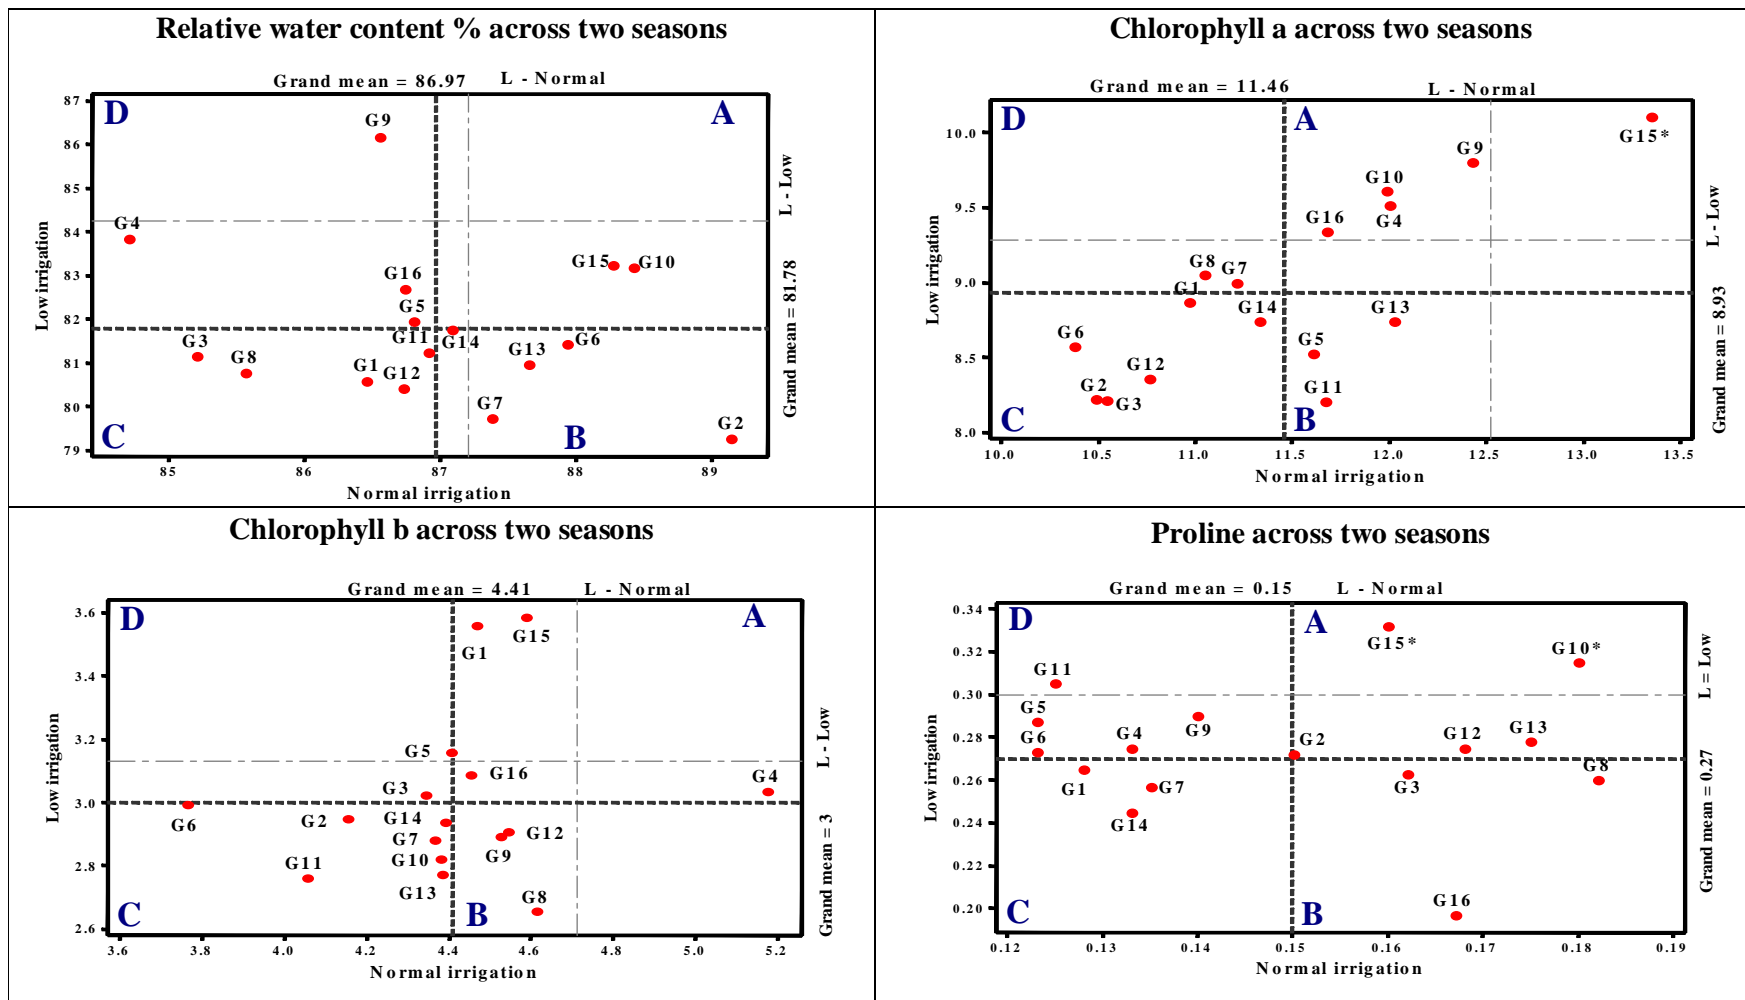 Relative water content % across two seasons
Grand mean = 86.97
L - Normal
D
A
C
B
G9
G4
G15
G10
G16
G5
G3
G8
G11
G14
G6
G13
G1
G12
G7
G2
87
86
85
84
83
82
81
80
79
85
86
87
88
89
Low irrigation
Normal irrigation
L - Low
Grand mean = 81.78
Chlorophyll a across two seasons
Grand mean = 11.46
L - Normal
D
A
C
B
G15*
G9
G10
G4
G16
G8
G7
G1
G14
G13
G6
G5
G12
G2
G3
G11
10.0
9.5
9.0
8.5
8.0
10.0
10.5
11.0
11.5
12.0
12.5
13.0
13.5
Low irrigation
Normal irrigation
L - Low
Grand mean = 8.93
Chlorophyll b across two seasons
Grand mean = 4.41
L - Normal
D
A
C
B
G15
G1
G5
G16
G4
G3
G6
G2
G14
G7
G12
G10
G9
G11
G13
G8
3.6
3.4
3.2
3.0
2.8
2.6
3.6
3.8
4.0
4.2
4.4
4.6
4.8
5.0
5.2
Low irrigation
Normal irrigation
L - Low
Grand mean = 3
Proline across two seasons
Grand mean = 0.15
L - Normal
D
A
C
B
G15*
G10*
G11
G5
G9
G6
G4
G2
G12
G13
G1
G7
G3
G8
G14
G16
0.34
0.32
0.30
0.28
0.26
0.24
0.22
0.20
0.12
0.13
0.14
0.15
0.16
0.17
0.18
0.19
Low irrigation
Normal irrigation
L = Low
Grand mean = 0.27